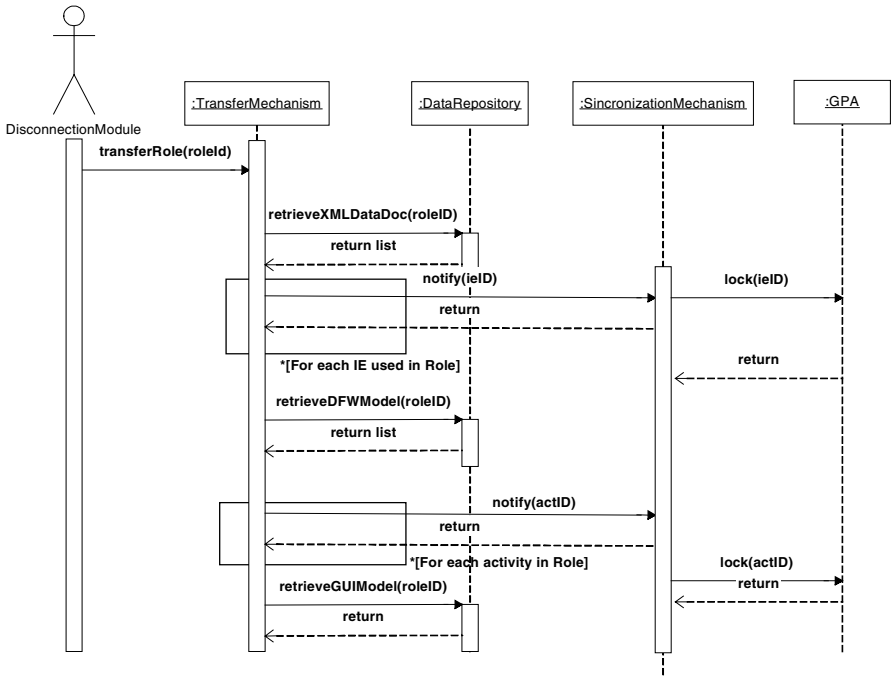 DisconnectionModule
:TransferMechanism
:DataRepository
:SincronizationMechanism
:GPA
transferRole(roleId)
retrieveXMLDataDoc(roleID)
return list
notify(ieID)
lock(ieID)
return
return
*[For each IE used in Role]
retrieveDFWModel(roleID)
return list
notify(actID)
return
*[For each activity in Role]
lock(actID)
return
retrieveGUIModel(roleID)
return